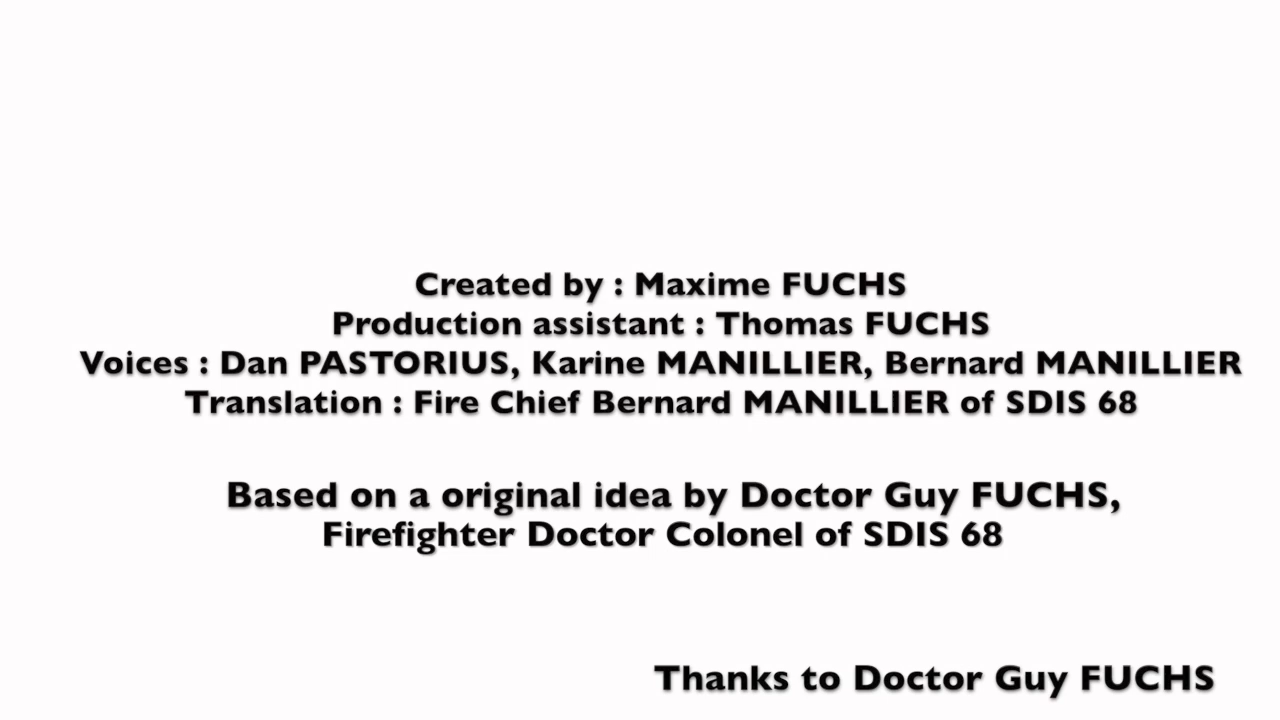 Created by : Maxime FUCHS
Production assistant : Thomas FUCHS
Voices : Dan PASTORIUS, Karine MANILLIER, Bernard MANILLIER
Translation : Fire Chief Bernard MANILLIER of SDIS 68
Based on a original idea by Doctor Guy FUCHS,
Firefighter Doctor Colonel of SDIS 68
Thanks to Doctor Guy FUCHS